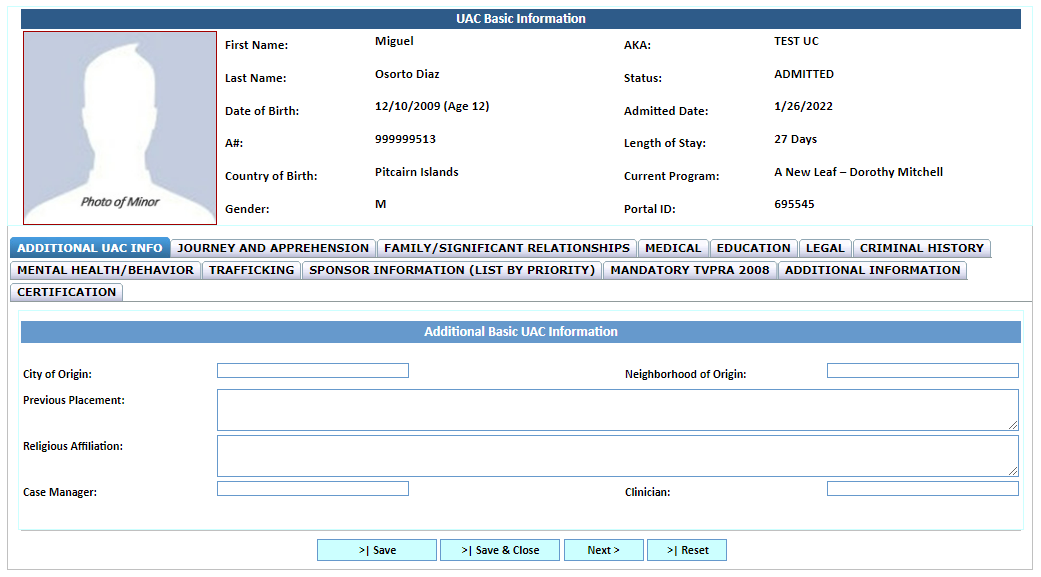 UAC Basic Information
First Name: Miguel AKA: TEST UC
Last Name: Osorto Diaz Status: ADMITTED
Date of Birth: 12/10/2009 (Age 12) Admitted Date: 1/26/2022
A#: 999999513 Length of Stay: 27 Days
Country of Birth: Pitcairn Islands Current Program: A New Leaf – Dorothy Mitchell
Gender: M Portal ID: 695545
Photo of Minor
ADDITIONAL UAC INFO JOURNEY AND APPREHENSION FAMILY/SIGNIFICANT RELATIONSHIPS MEDICAL EDUCATION LEGAL CRIMINAL HISTORY
MENTAL HEALTH/BEHAVIOR TRAFFICKING SPONSOR INFORMATION (LIST BY PRIORITY) MANDATORY TVPRA 2008 ADDITIONAL INFORMATION
CERTIFICATION
Additional Basic UAC Information
City of Origin: Neighborhood of Origin:
Previous Placement:
Religious Affiliation:
Case Manager: Clinician:
>| Save >| Save & Close Next > >| Reset